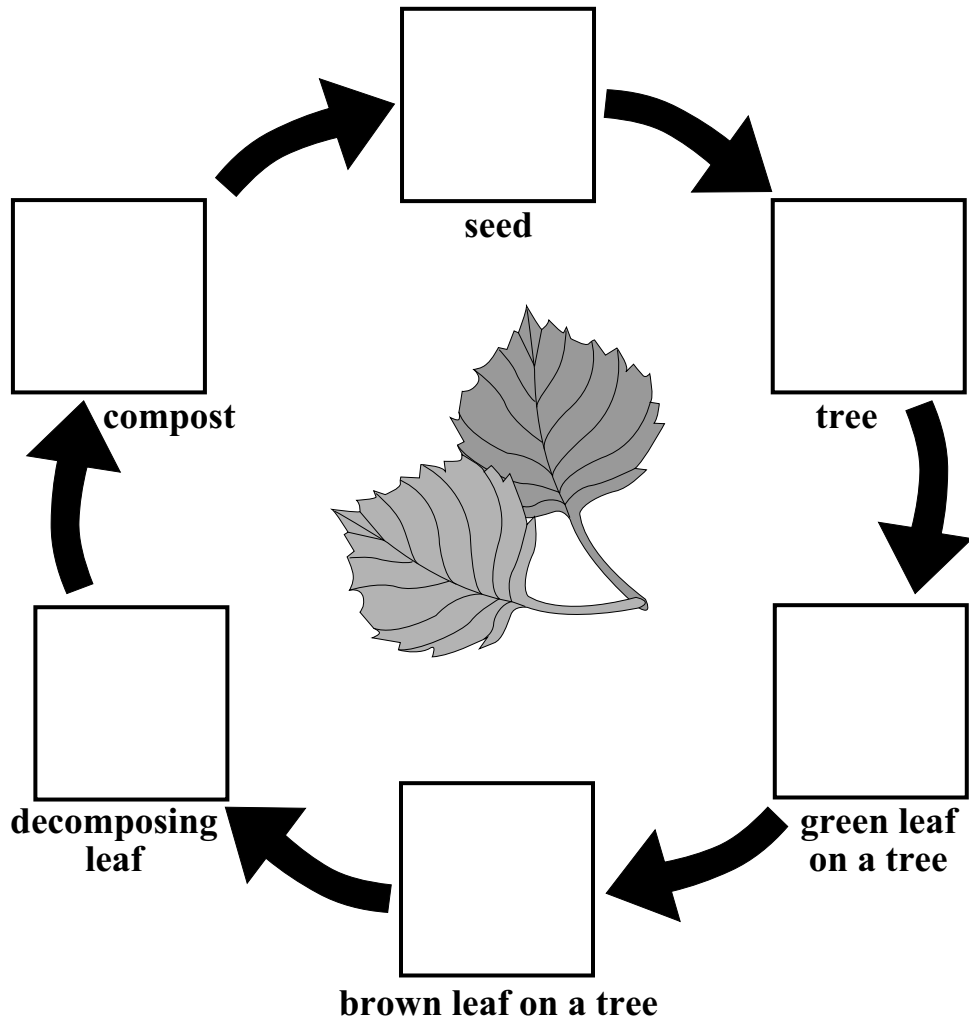 seed
tree
green leaf
on a tree
brown leaf on a tree
decomposing
leaf
compost